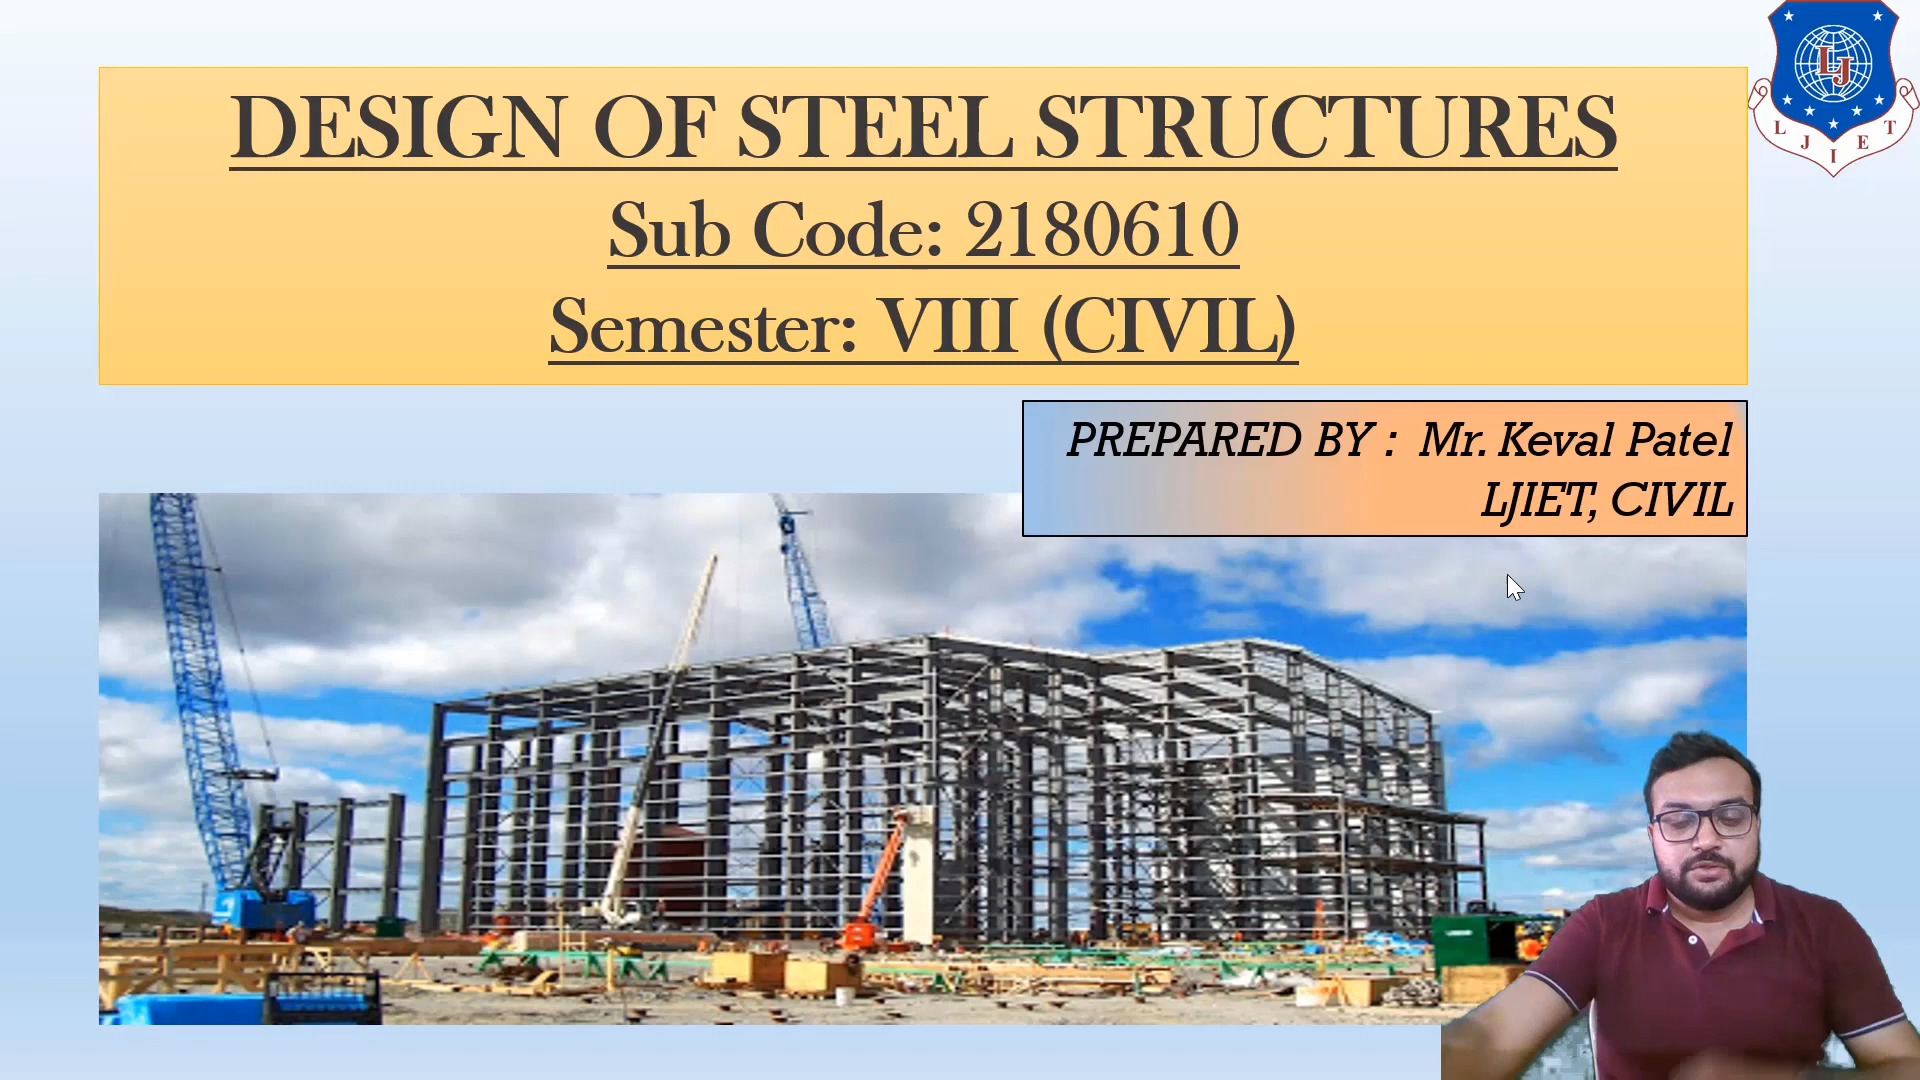 DESIGN OF STEEL STRUCTURES
Sub Code: 2180610
Semester: VIII (CIVIL)
PREPARED BY : Mr. Keval Patel
LJIET, CIVIL
LJ
L J I E T